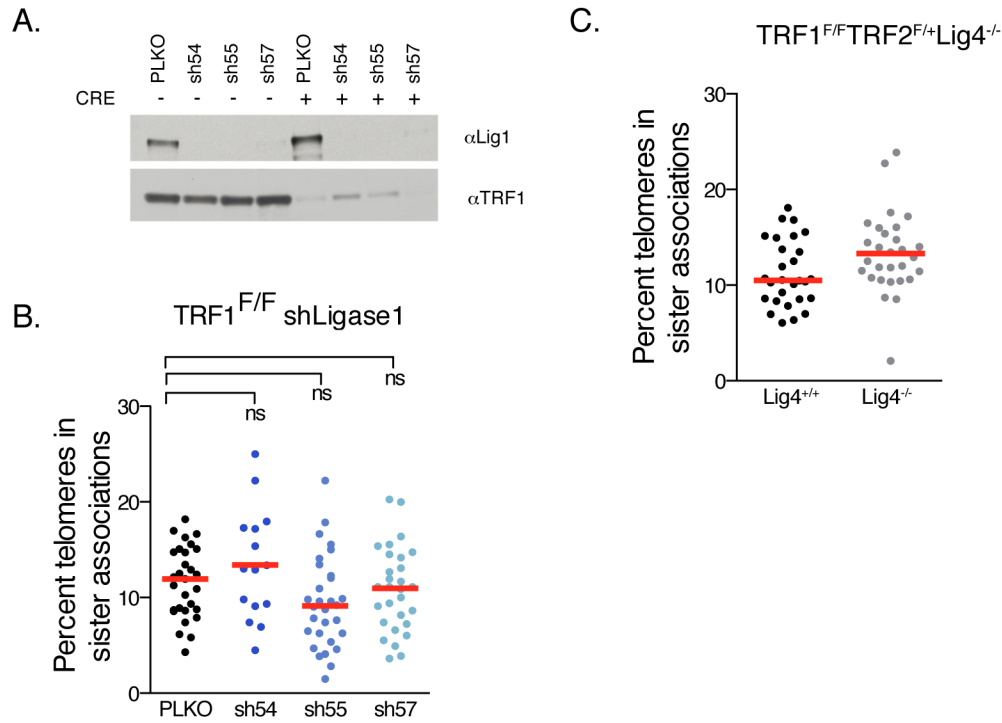 A.
PLKO sh54 sh55 sh57 PLKO sh54 sh55 sh57
CRE - - - - + + + +
αLig1
αTRF1
B.
TRF1F/F shLigase1
ns
ns
ns
Percent telomeres in
sister associations
30
20
10
0
PLKO sh54 sh55 sh57
C.
TRF1F/FTRF2F/+Lig4-/-
Percent telomeres in
sister associations
30
20
10
0
Lig4+/+ Lig4-/-